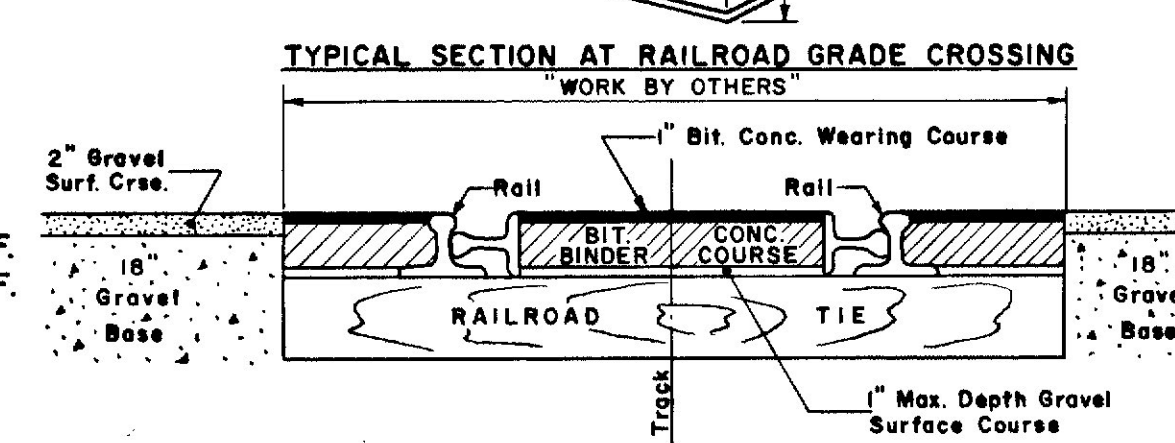 TYPICAL SECTION AT RAILROAD GRADE CROSSING
"WORK BY OTHERS"
1" Bit. Conc. Wearing Course
2" Gravel
Surf. Crse.
Rail
Rail
BIT. CONC.
BINDER COURSE
18"
Gravel
Base
18"
Grave
Base
RAILROAD TIE
Track
1" Max. Depth Gravel
Surface Course